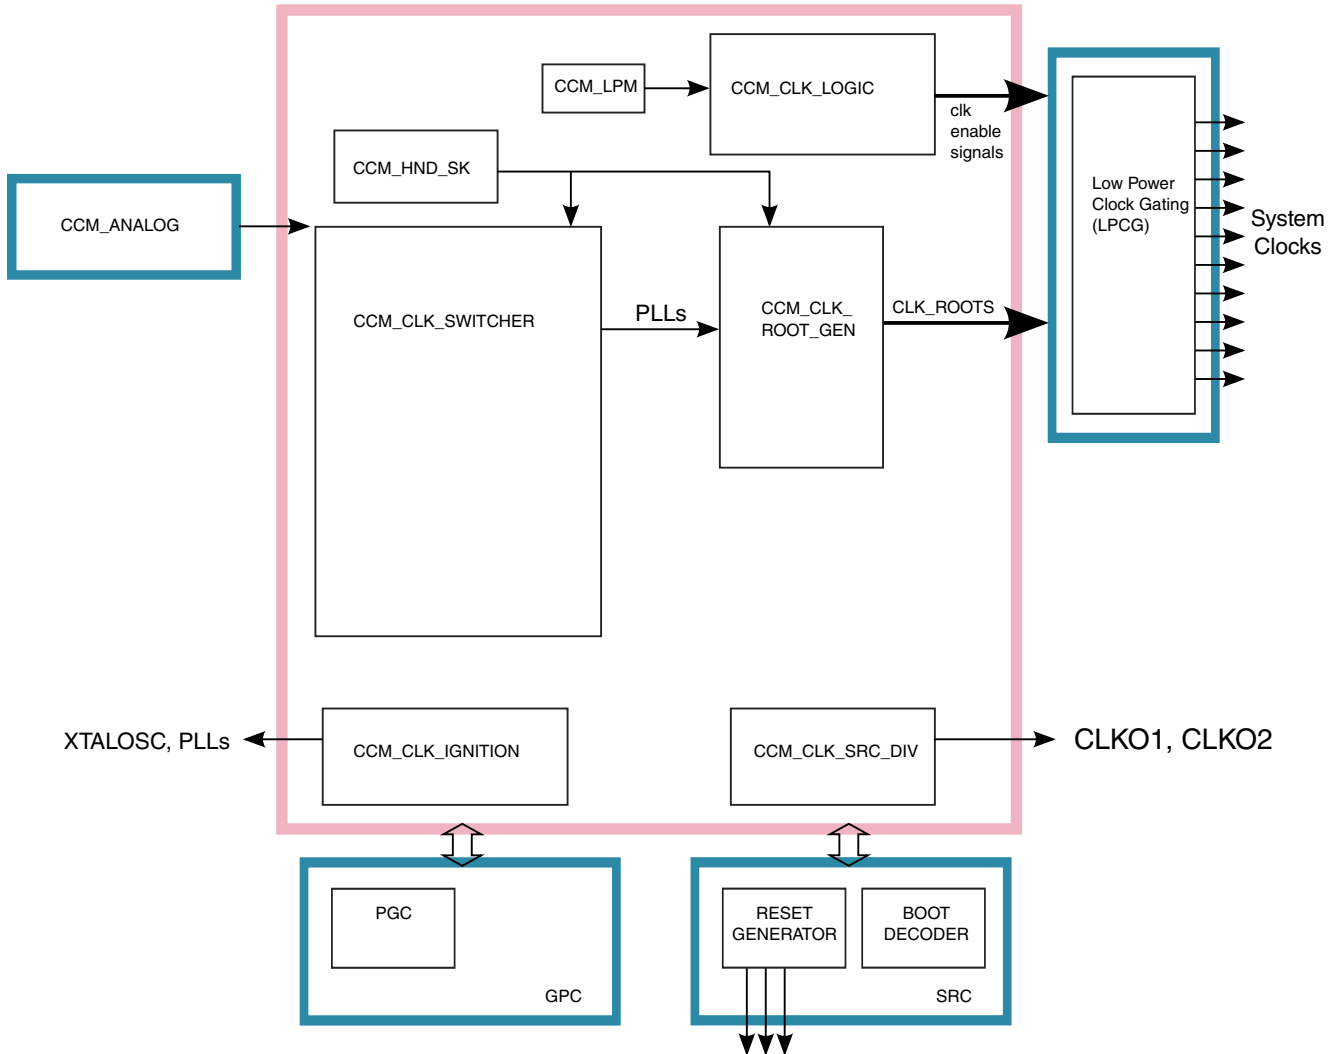 CCM_LPM
CCM_CLK_LOGIC
clk
enable
signals
CCM_HND_SK
CCM_ANALOG
Low Power
Clock Gating
(LPCG)
System
Clocks
CCM_CLK_SWITCHER
PLLs
CCM_CLK_
ROOT_GEN
CLK_ROOTS
XTALOSC, PLLs
CCM_CLK_IGNITION
CCM_CLK_SRC_DIV
CLKO1, CLKO2
PGC
GPC
RESET
GENERATOR
BOOT
DECODER
SRC